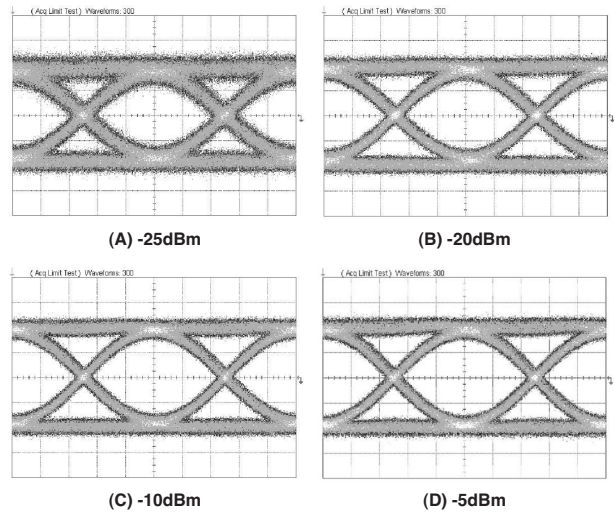 ( Acq Limit Test ) Waveforms: 300
( Acq Limit Test ) Waveforms: 300
(A) -25dBm
(B) -20dBm
( Acq Limit Test ) Waveforms: 300
( Acq Limit Test ) Waveforms: 300
(C) -10dBm
(D) -5dBm